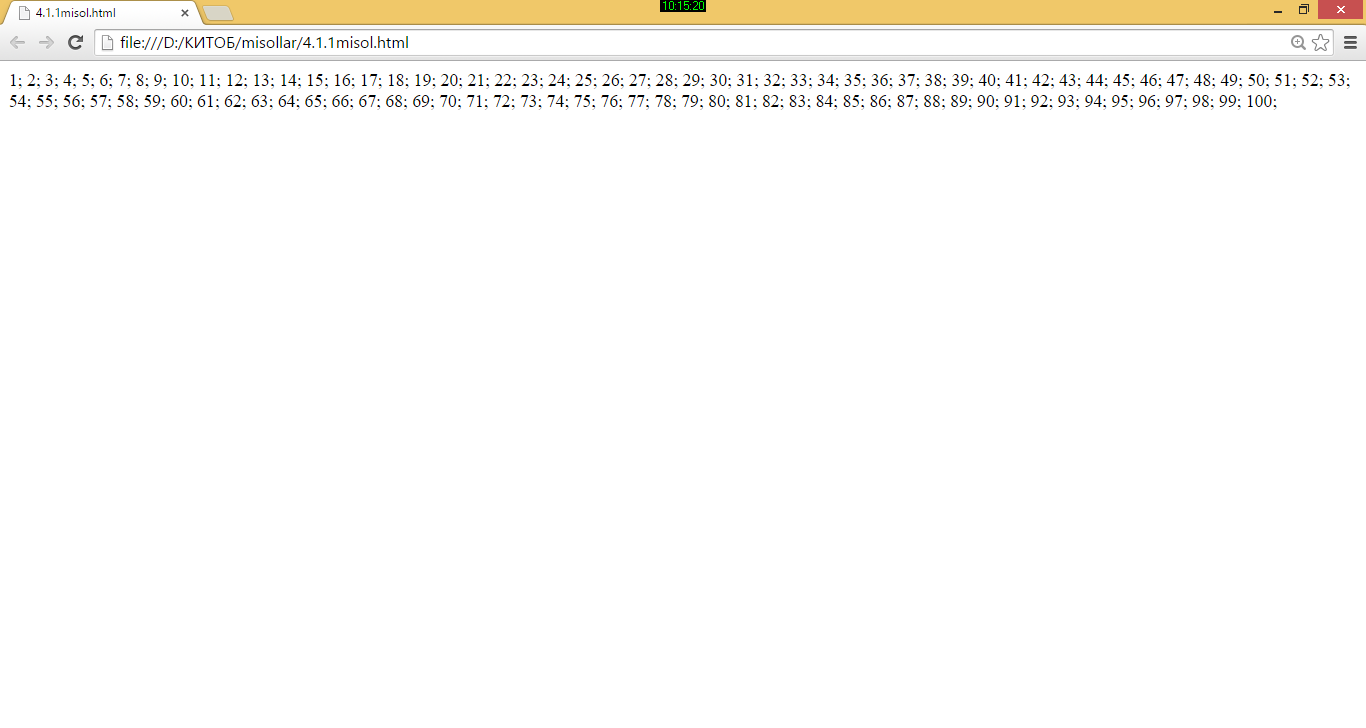 10:15:20
4.1.1misol.html
file:///D:/КИТОБ/misollar/4.1.1misol.html
1; 2; 3; 4; 5; 6; 7; 8; 9; 10; 11; 12; 13; 14; 15; 16; 17; 18; 19; 20; 21; 22; 23; 24; 25; 26; 27; 28; 29; 30; 31; 32; 33; 34; 35; 36; 37; 38; 39; 40; 41; 42; 43; 44; 45; 46; 47; 48; 49; 50; 51; 52; 53;
54; 55; 56; 57; 58; 59; 60; 61; 62; 63; 64; 65; 66; 67; 68; 69; 70; 71; 72; 73; 74; 75; 76; 77; 78; 79; 80; 81; 82; 83; 84; 85; 86; 87; 88; 89; 90; 91; 92; 93; 94; 95; 96; 97; 98; 99; 100;